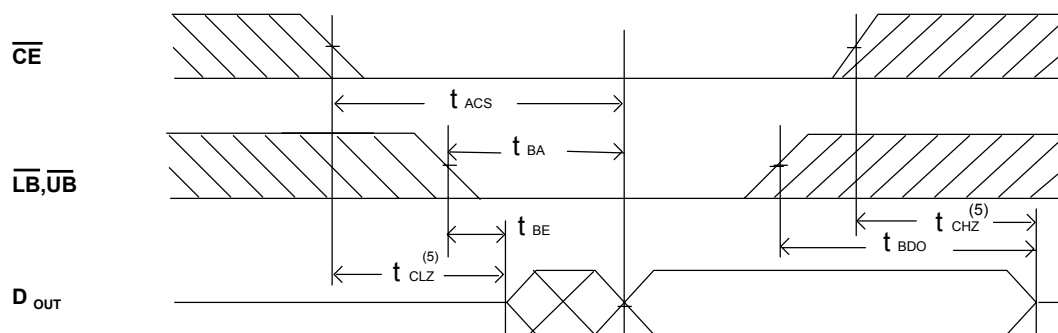 CE
t ACS
t BA
LB,UB
t CHZ (5)
t BE
t BDO
t CLZ (5)
D OUT